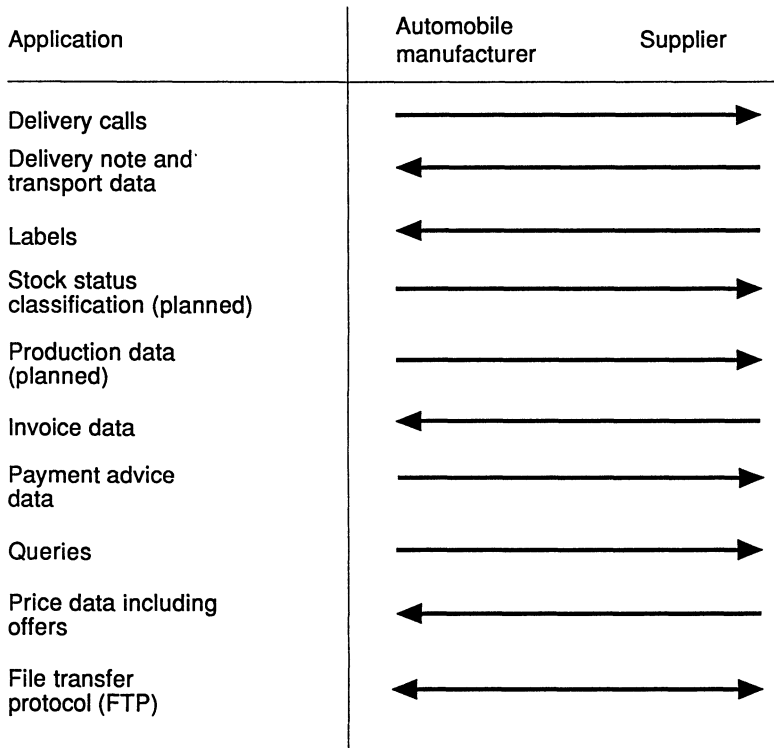 Application
Automobile
manufacturer
Supplier
Delivery calls
Delivery note and
transport data
Labels
Stock status
classification (planned)
Production data
(planned)
Invoice data
Payment advice
data
Queries
Price data including
offers
File transfer
protocol (FTP)